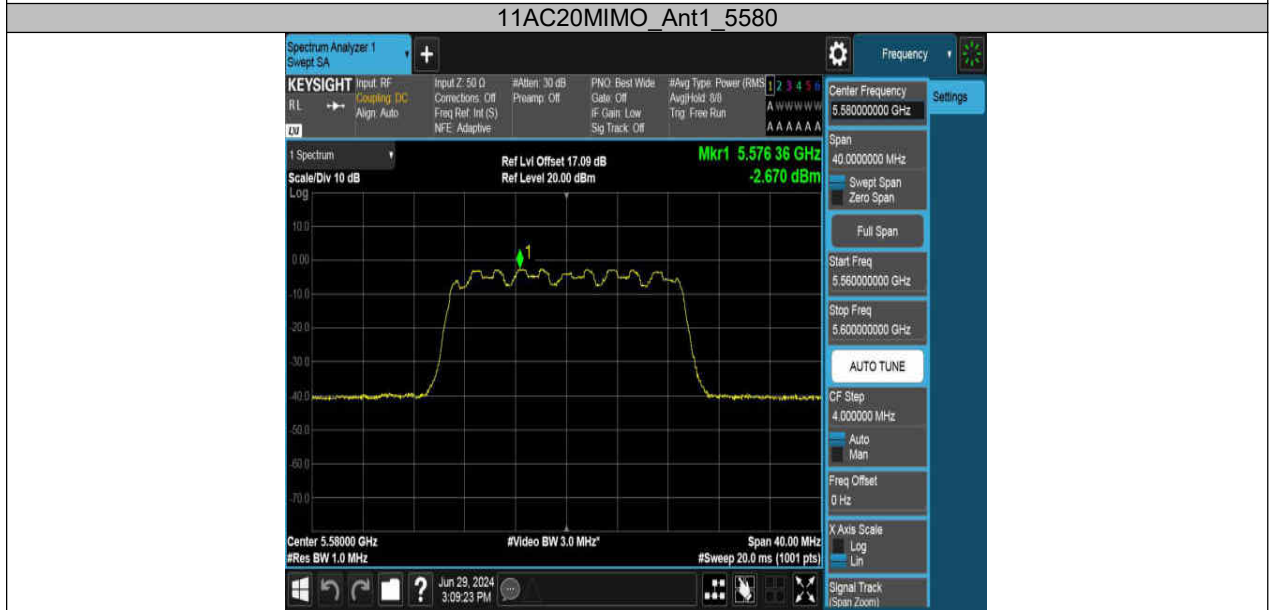 11AC20MIMO_Ant1_5580
Spectrum Analyzer 1
Swept SA
+
Frequency
KEYSIGHT
RL
LXI
Input: RF
Coupling: DC
Align: Auto
Input Z: 50 Ω
Corrections: Off
Freq Ref: Int (S)
NFE: Adaptive
#Atten: 30 dB
Preamp: Off
PNO: Best Wide
Gate: Off
IF Gain: Low
Sig Track: Off
#Avg Type: Power (RMS
Avg|Hold: 8/8
Trig: Free Run
1 2 3 4 5 6
A W W W W W
A A A A A A
Center Frequency
5.580000000 GHz
Settings
Span
40.0000000 MHz
Swept Span
Zero Span
Full Span
Start Freq
5.560000000 GHz
Stop Freq
5.600000000 GHz
AUTO TUNE
CF Step
4.000000 MHz
Auto
Man
Freq Offset
0 Hz
X Axis Scale
Log
Lin
Signal Track
(Span Zoom)
1 Spectrum
Scale/Div 10 dB
Log
Ref Lvl Offset 17.09 dB
Ref Level 20.00 dBm
Mkr1 5.576 36 GHz
-2.670 dBm
1
10.0
0.00
-10.0
-20.0
-30.0
-40.0
-50.0
-60.0
-70.0
Center 5.58000 GHz
#Res BW 1.0 MHz
#Video BW 3.0 MHz*
Span 40.00 MHz
#Sweep 20.0 ms (1001 pts)
?
Jun 29, 2024
3:09:23 PM